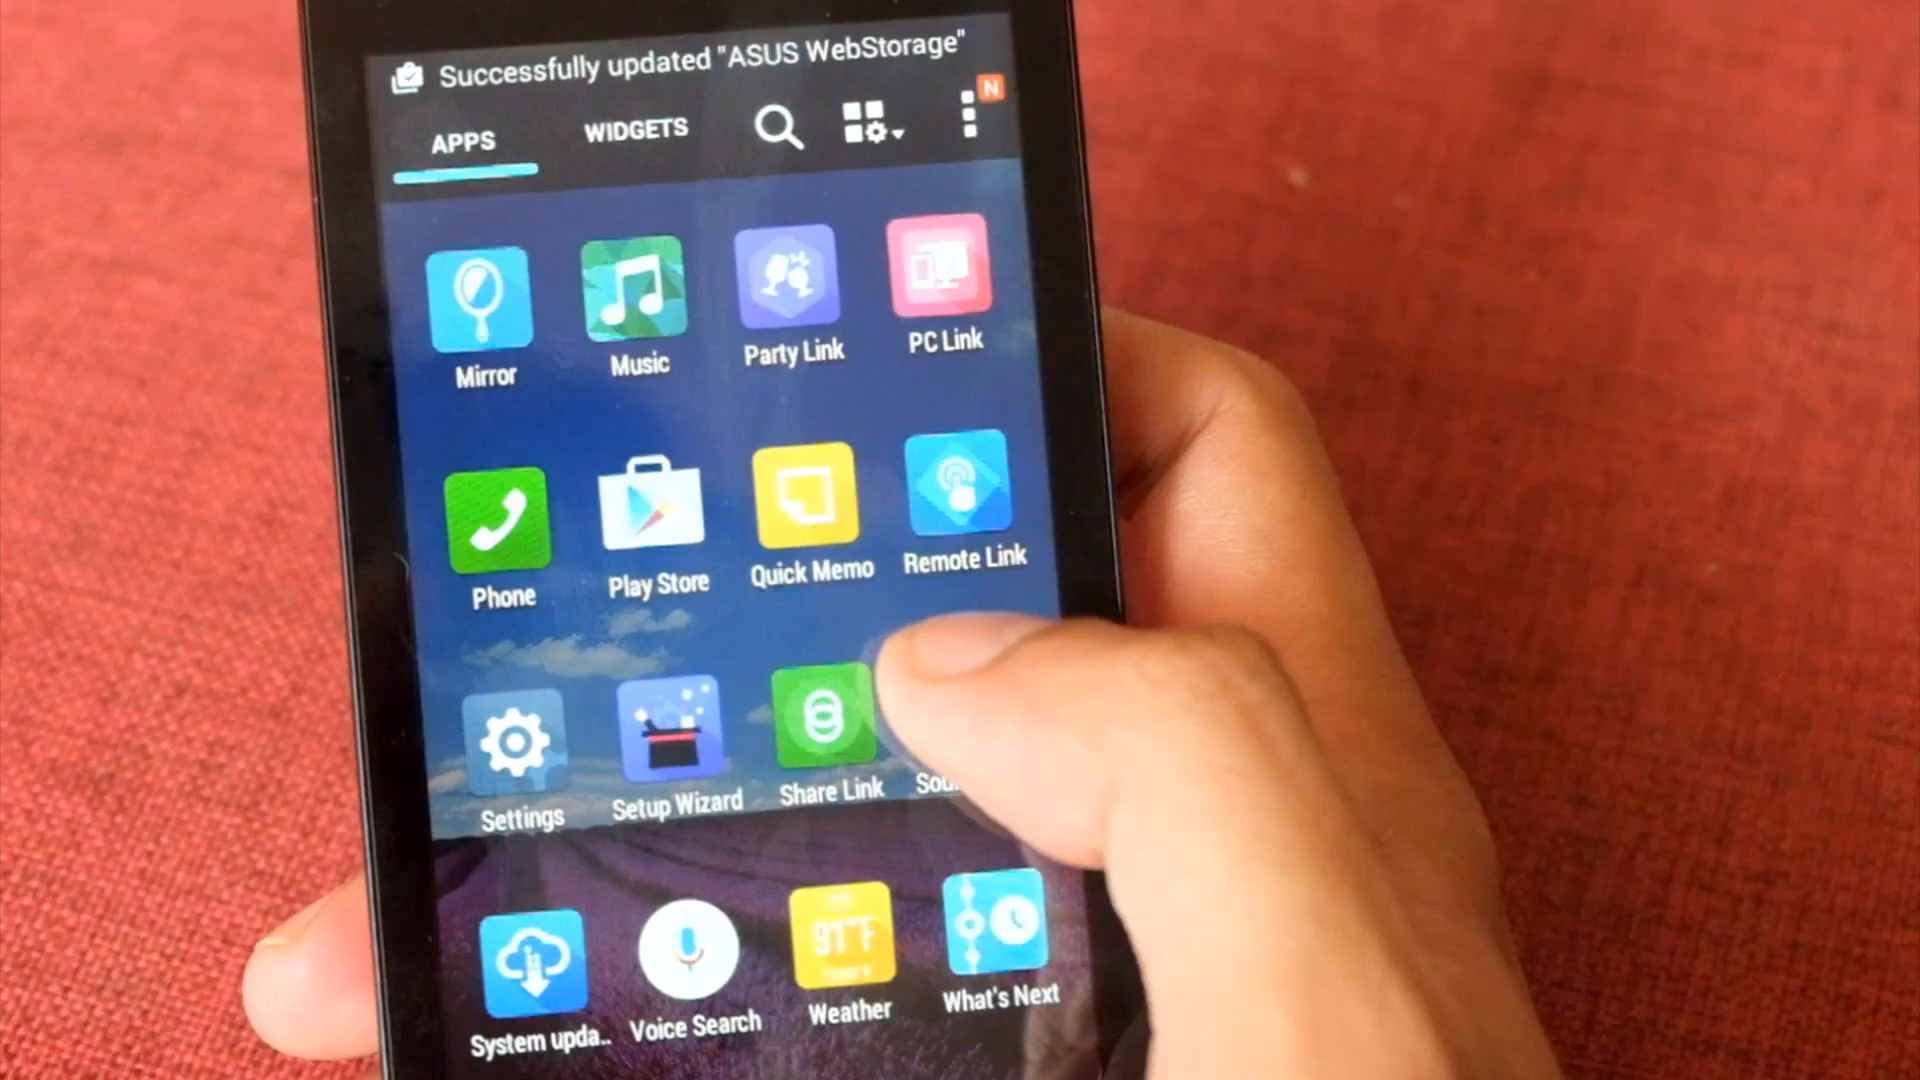 Successfully updated "ASUS WebStorage"
N
APPS WIDGETS
Mirror Music Party Link PC Link
Phone Play Store Quick Memo Remote Link
Settings Setup Wizard Share Link
91°F
System upda.. Voice Search Weather What's Next